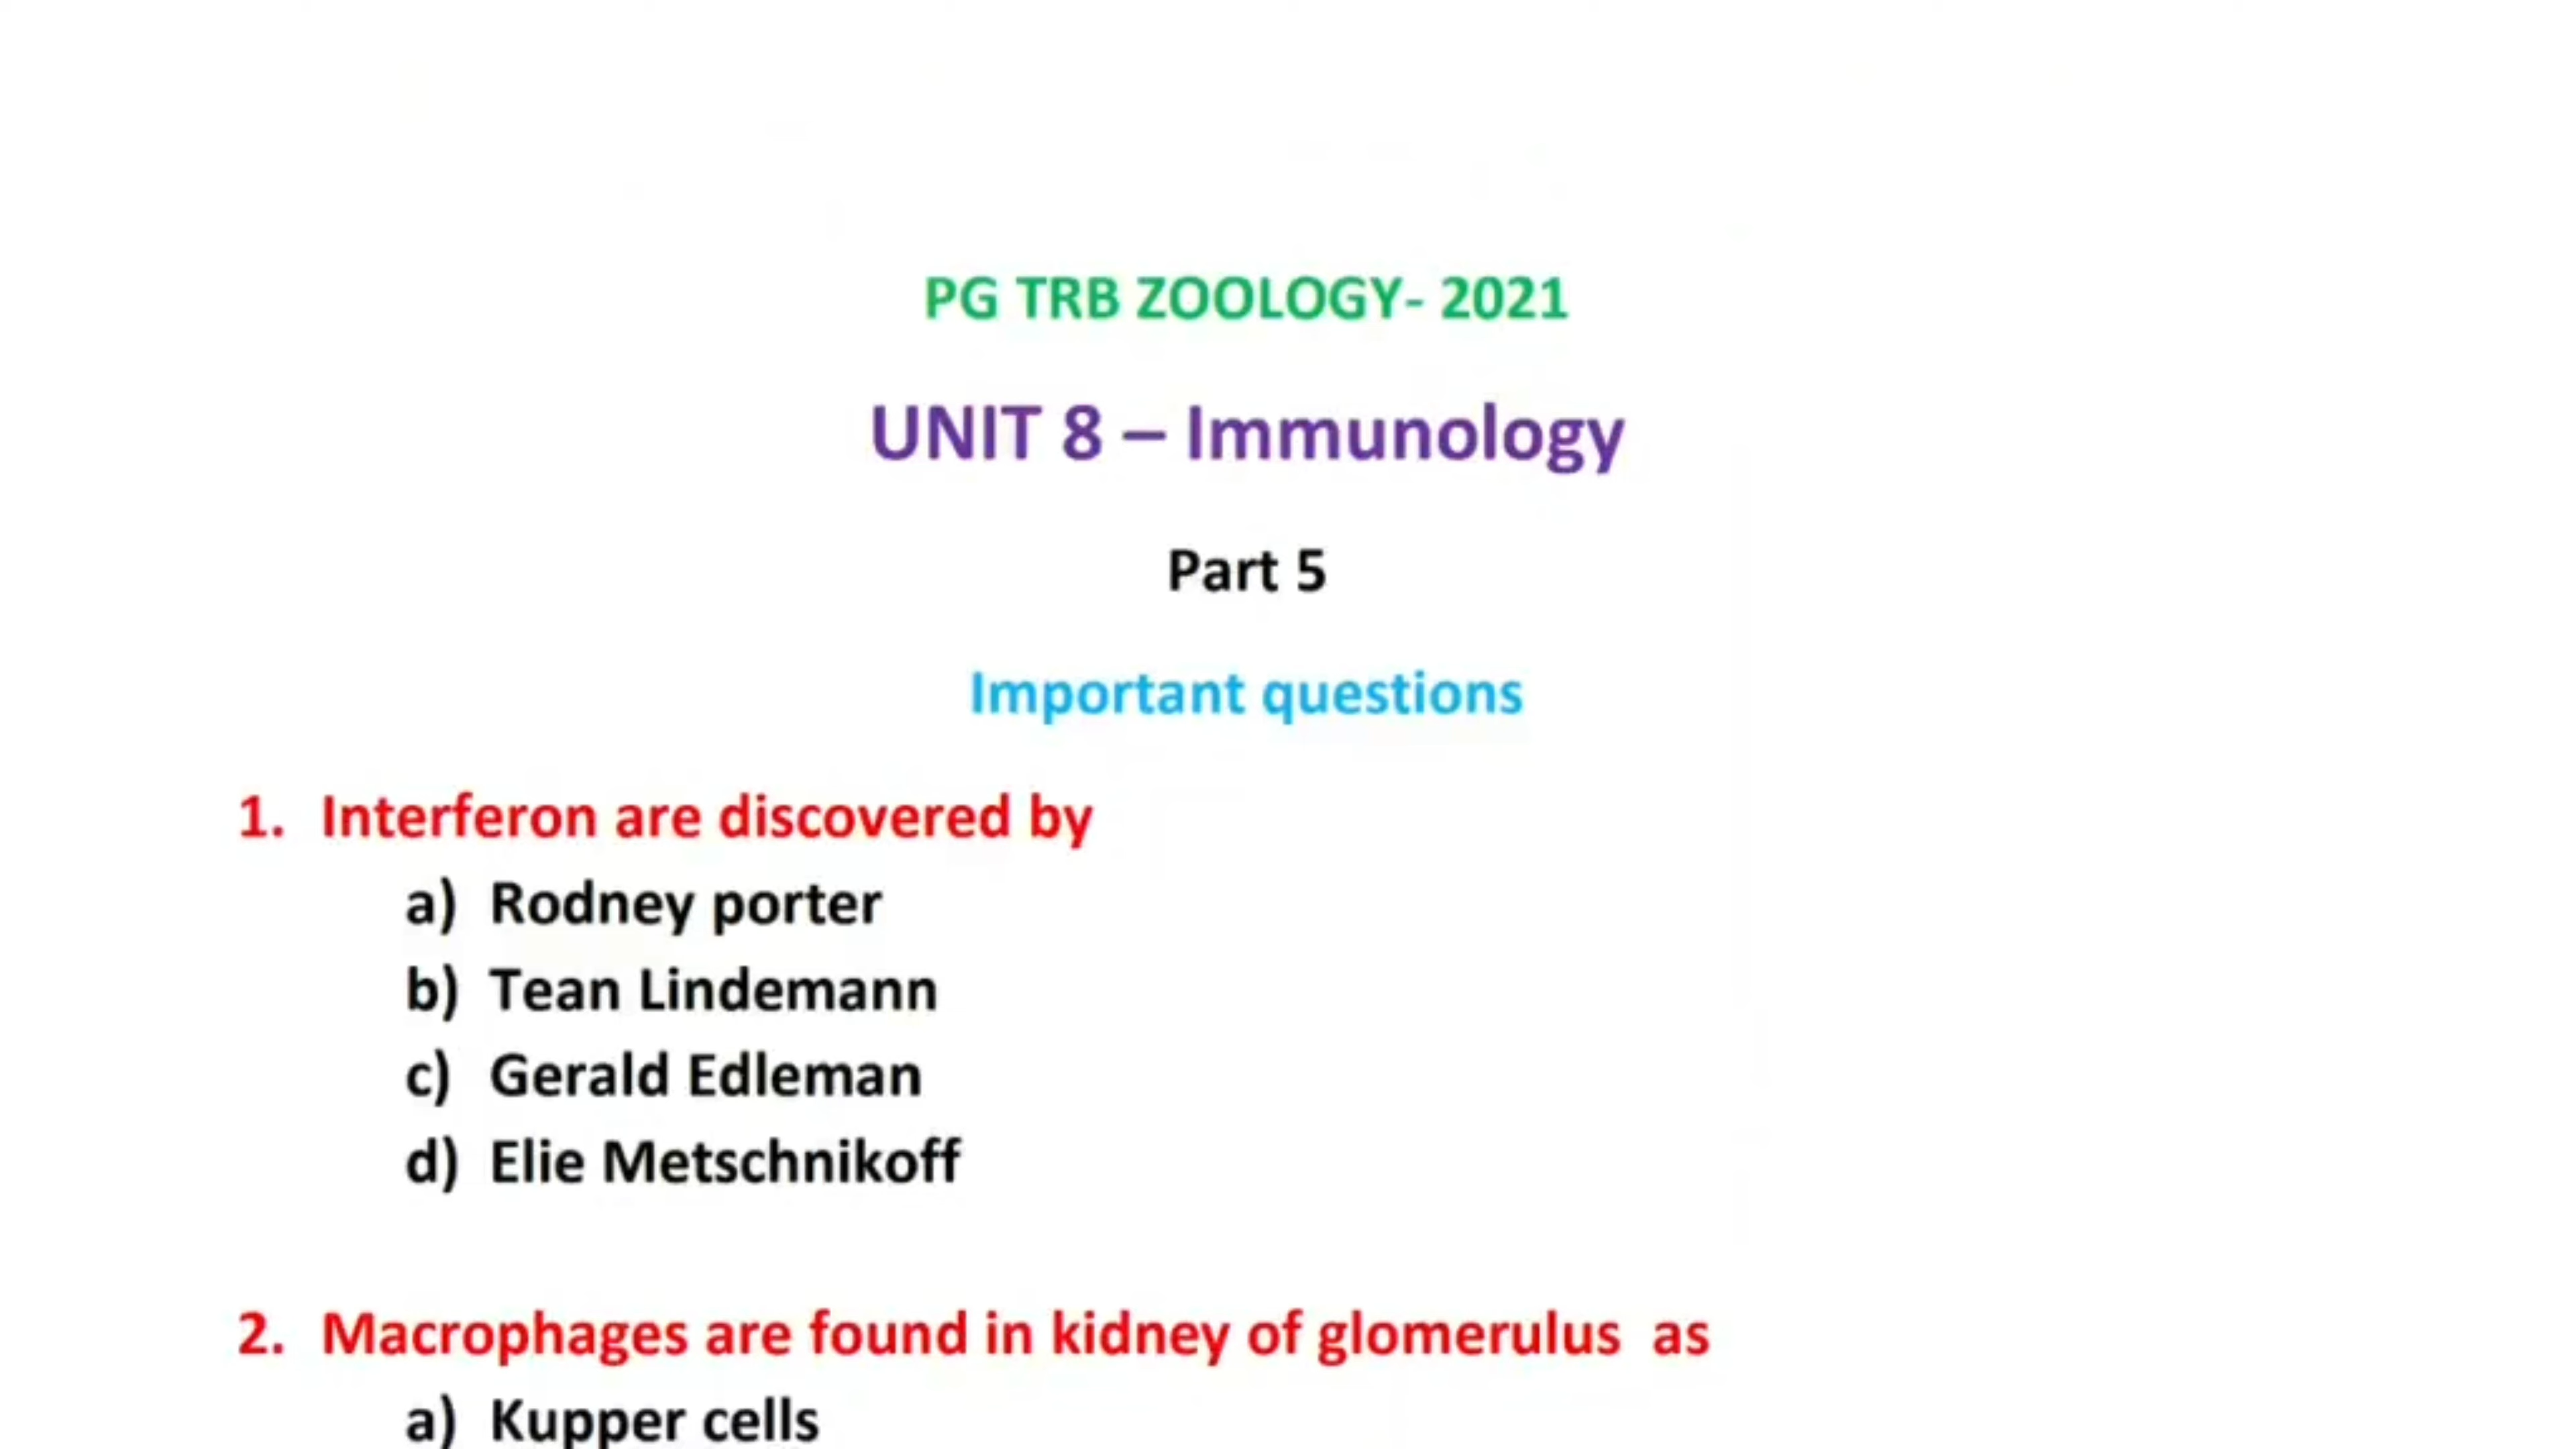 PG TRB ZOOLOGY- 2021
UNIT 8 – Immunology
Part 5
Important questions
1. Interferon are discovered by
a) Rodney porter
b) Tean Lindemann
c) Gerald Edleman
d) Elie Metschnikoff
2. Macrophages are found in kidney of glomerulus as
a) Kupper cells